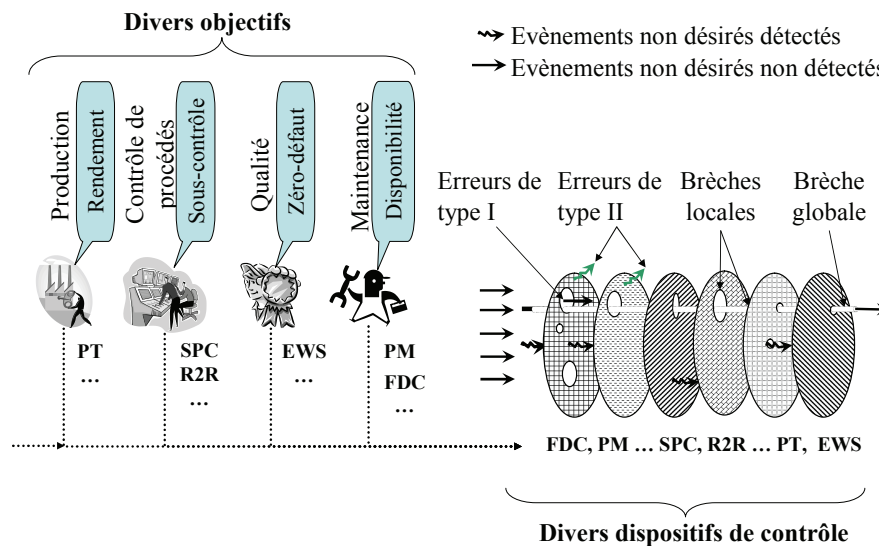 Divers objectifs
Evènements non désirés détectés
Evènements non désirés non détectés
Production
Rendement
Contrôle de
procédés
Sous-contrôle
Qualité
Zéro-défaut
Maintenance
Disponibilité
Erreurs de
type I
Erreurs de
type II
Brèches
locales
Brèche
globale
PT
...
SPC
R2R
...
EWS
...
PM
FDC
...
FDC, PM ... SPC, R2R ... PT, EWS
Divers dispositifs de contrôle